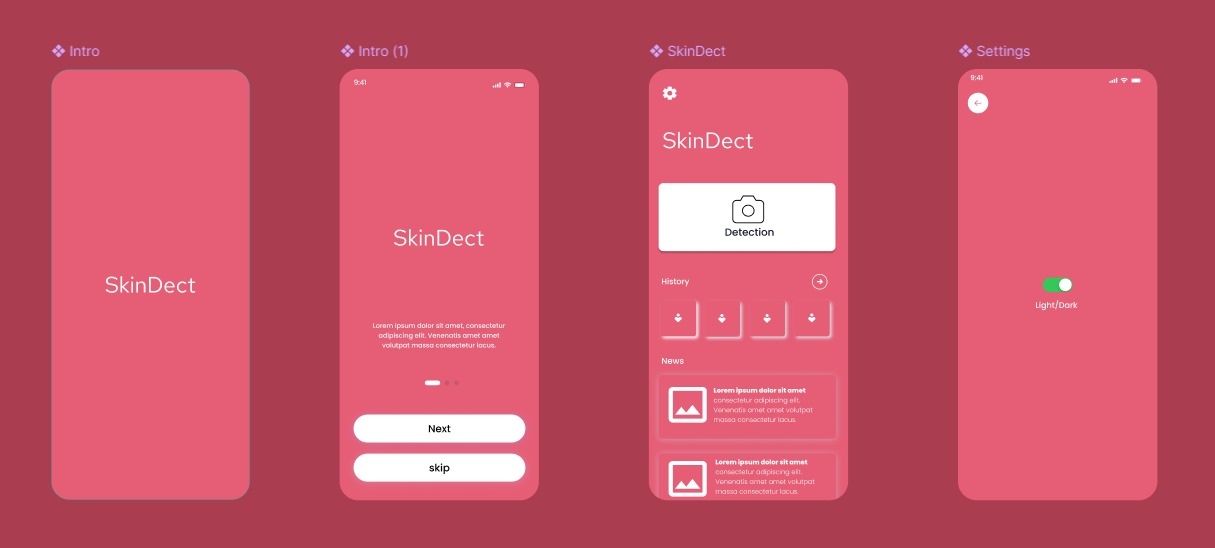 Intro
SkinDect
Intro (1)
9:41
SkinDect
Lorem ipsum dolor sit amet, consectetur
adipiscing elit. Venenatis amet amet
volutpat massa consectetur lacus.
Next
skip
SkinDect
SkinDect
Detection
History
News
Lorem ipsum dolor sit amet
consectetur adipiscing elit.
Venenatis amet amet volutpat
massa consectetur lacus.
Lorem ipsum dolor sit amet
consectetur adipiscing elit.
Venenatis amet amet volutpat
massa consectetur lacus.
Settings
9:41
Light/Dark